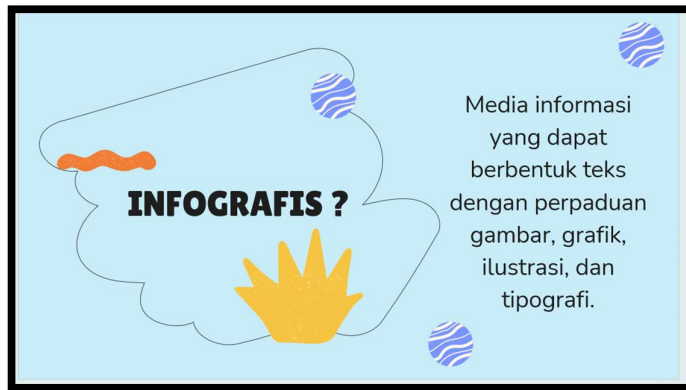 INFOGRAFIS ?
Media informasi
yang dapat
berbentuk teks
dengan perpaduan
gambar, grafik,
ilustrasi, dan
tipografi.